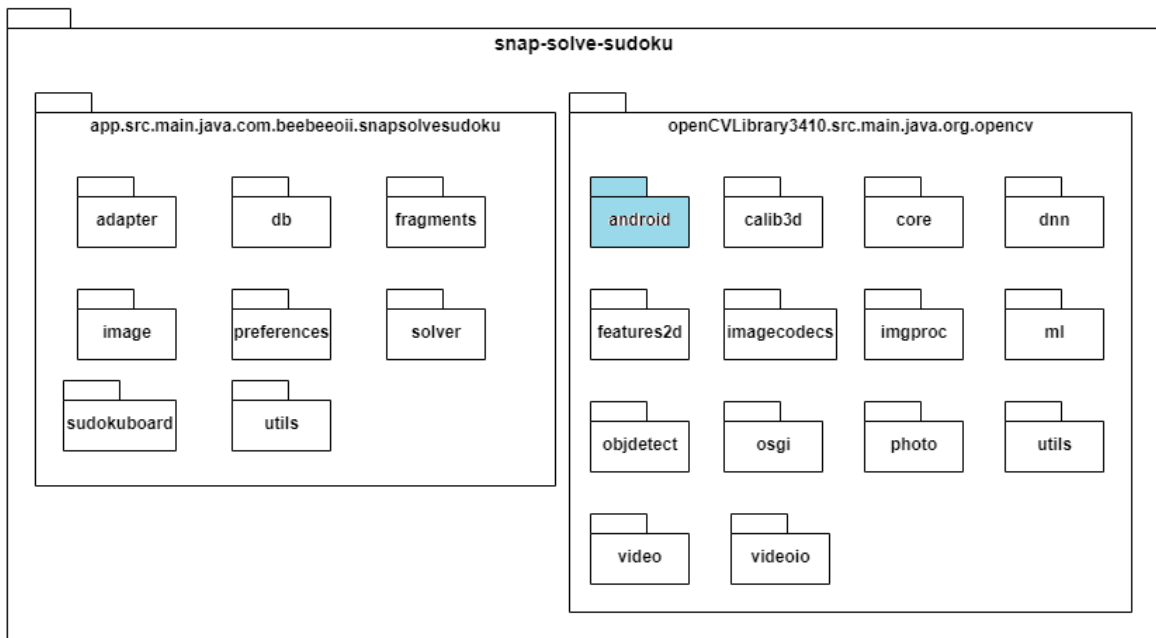 snap-solve-sudoku
app.src.main.java.com.beebeeoii.snapsolvesudoku
adapter
db
fragments
image
preferences
solver
sudokuboard
utils
openCVLibrary3410.src.main.java.org.opencv
android
calib3d
core
dnn
features2d
imagecodecs
imgproc
ml
objdetect
osgi
photo
utils
video
videoio